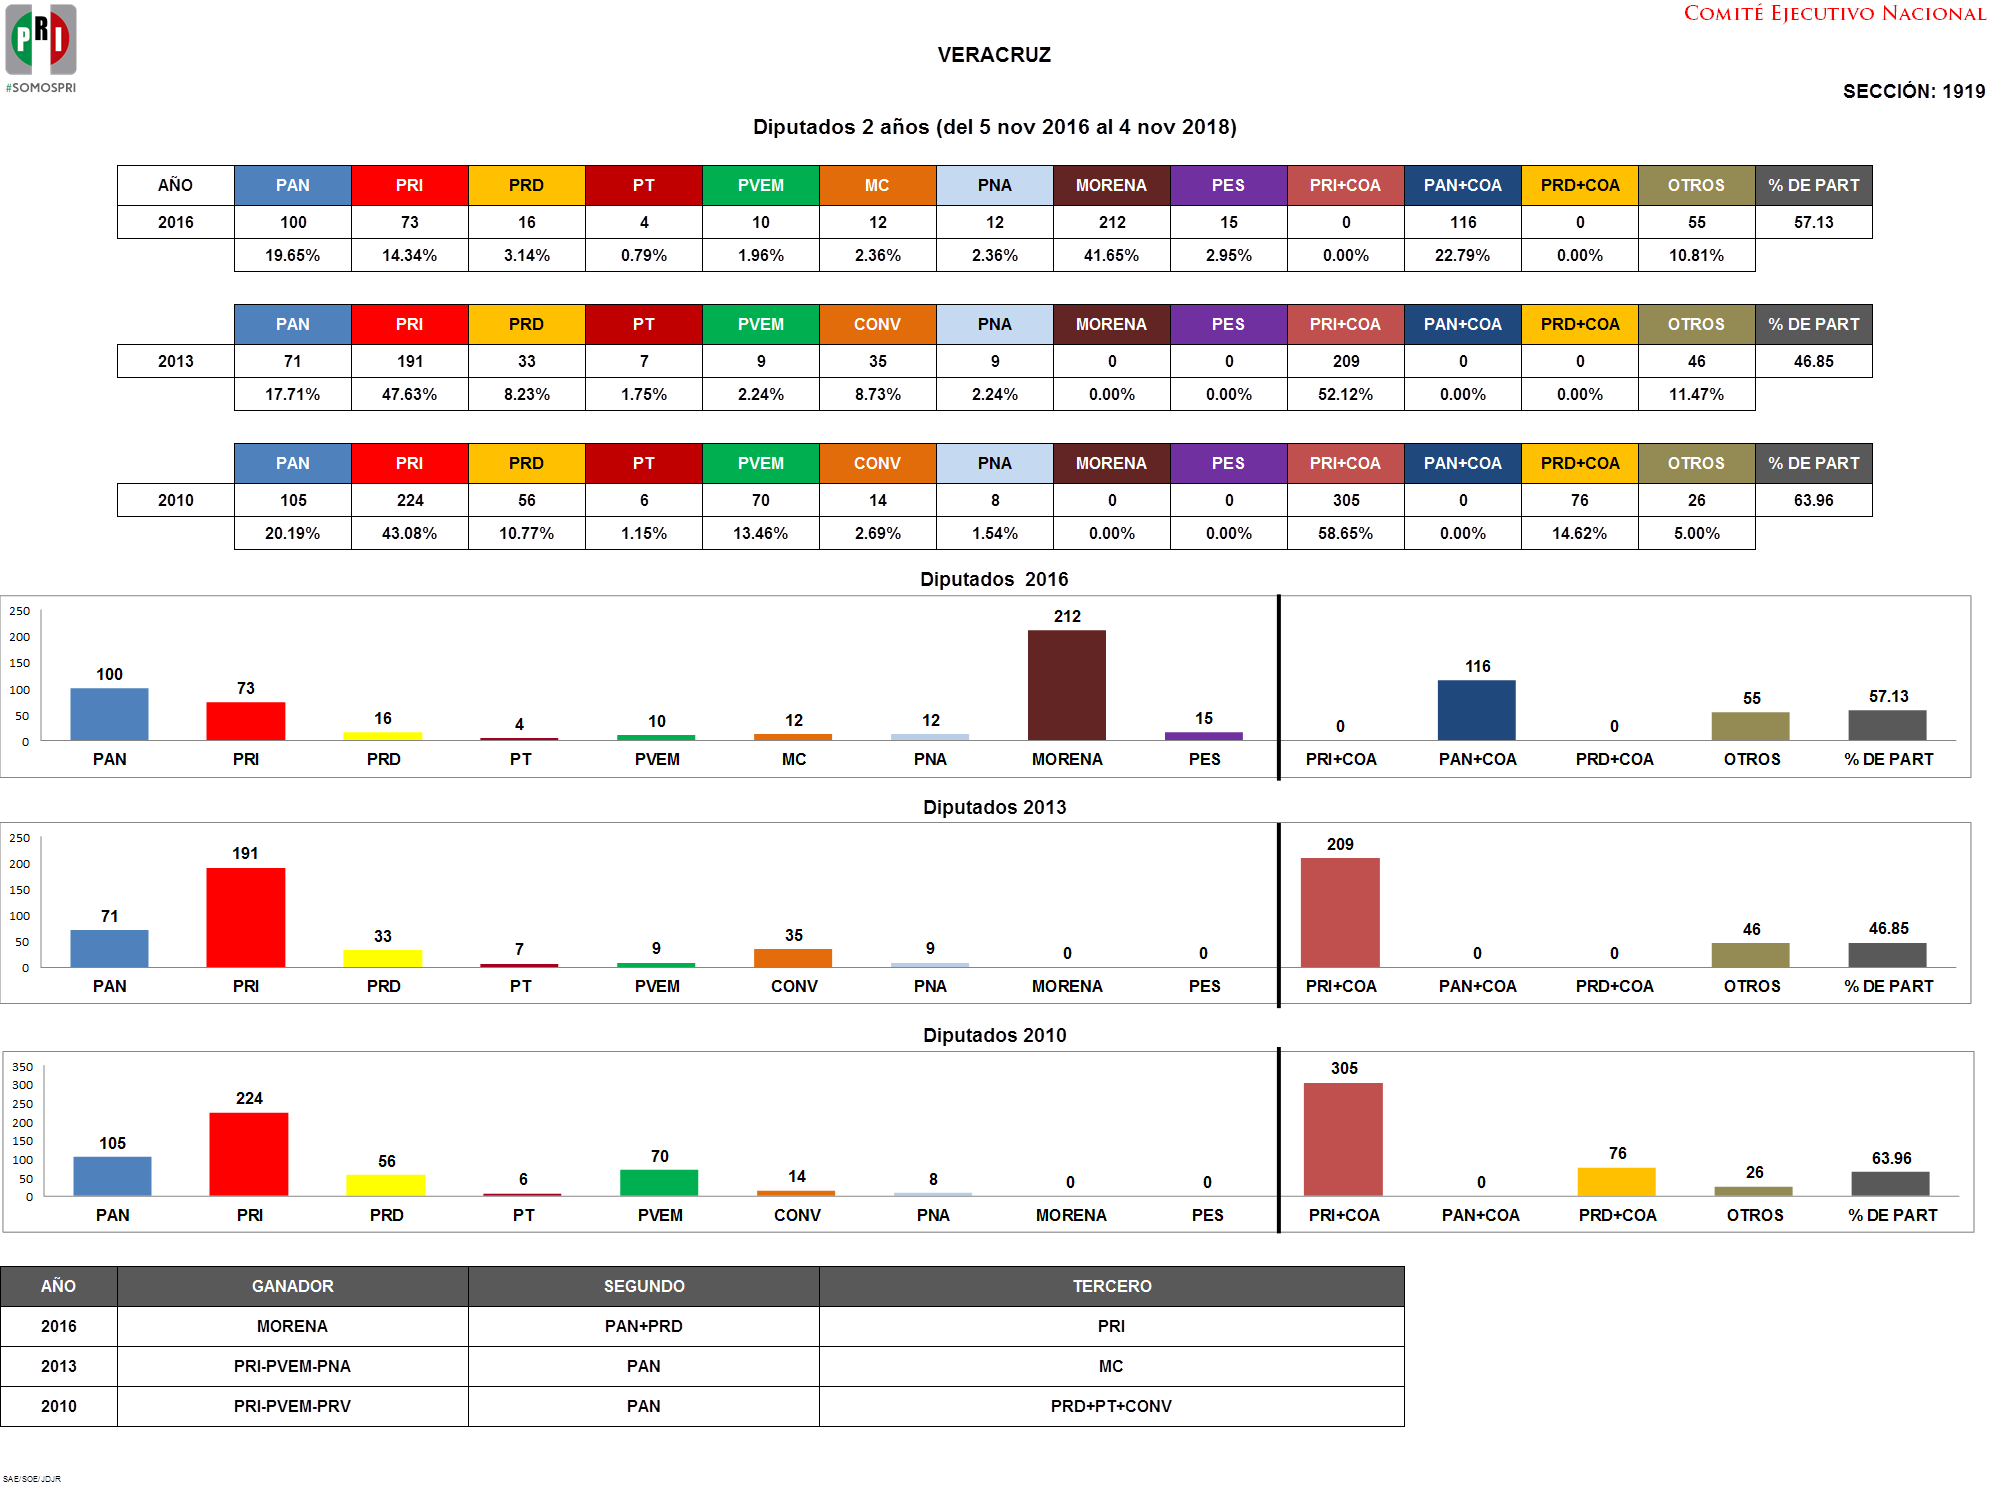 PRI
#SOMOSPRI
COMITÉ EJECUTIVO NACIONAL
VERACRUZ
SECCIÓN: 1919
Diputados 2 años (del 5 nov 2016 al 4 nov 2018)
AÑO PAN PRI PRD PT PVEM MC PNA MORENA PES PRI+COA PAN+COA PRD+COA OTROS % DE PART
2016 100 73 16 4 10 12 12 212 15 0 116 0 55 57.13
19.65% 14.34% 3.14% 0.79% 1.96% 2.36% 2.36% 41.65% 2.95% 0.00% 22.79% 0.00% 10.81%
PAN PRI PRD PT PVEM CONV PNA MORENA PES PRI+COA PAN+COA PRD+COA OTROS % DE PART
2013 71 191 33 7 9 35 9 0 0 209 0 0 46 46.85
17.71% 47.63% 8.23% 1.75% 2.24% 8.73% 2.24% 0.00% 0.00% 52.12% 0.00% 0.00% 11.47%
PAN PRI PRD PT PVEM CONV PNA MORENA PES PRI+COA PAN+COA PRD+COA OTROS % DE PART
2010 105 224 56 6 70 14 8 0 0 305 0 76 26 63.96
20.19% 43.08% 10.77% 1.15% 13.46% 2.69% 1.54% 0.00% 0.00% 58.65% 0.00% 14.62% 5.00%
Diputados 2016
250
200
150
100
50
0
100 73 16 4 10 12 12 212 15 0 116 0 55 57.13
PAN PRI PRD PT PVEM MC PNA MORENA PES PRI+COA PAN+COA PRD+COA OTROS % DE PART
Diputados 2013
250
200
150
100
50
0
71 191 33 7 9 35 9 0 0 209 0 0 46 46.85
PAN PRI PRD PT PVEM CONV PNA MORENA PES PRI+COA PAN+COA PRD+COA OTROS % DE PART
Diputados 2010
350
300
250
200
150
100
50
0
105 224 56 6 70 14 8 0 0 305 0 76 26 63.96
PAN PRI PRD PT PVEM CONV PNA MORENA PES PRI+COA PAN+COA PRD+COA OTROS % DE PART
AÑO GANADOR SEGUNDO TERCERO
2016 MORENA PAN+PRD PRI
2013 PRI-PVEM-PNA PAN MC
2010 PRI-PVEM-PRV PAN PRD+PT+CONV
SAE/SOE/JDJR